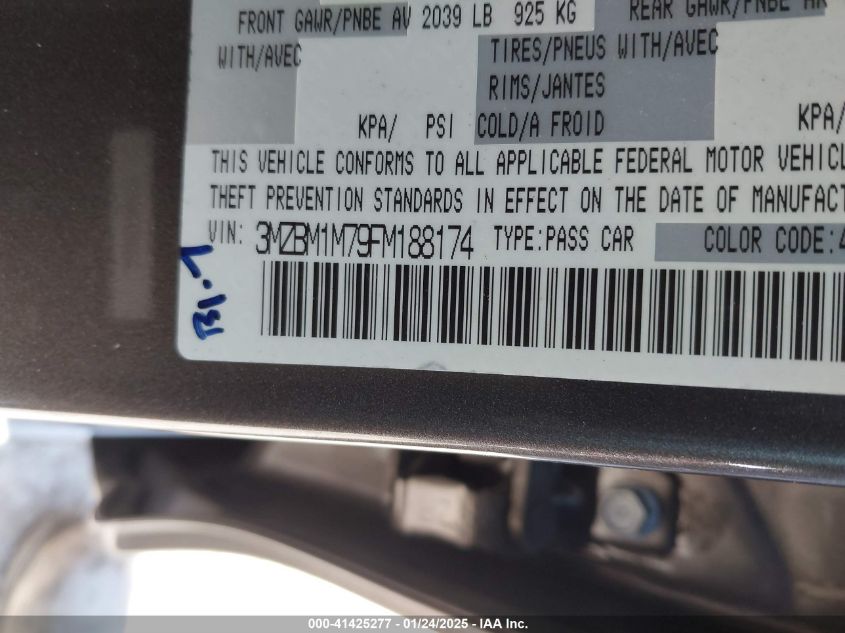 FRONT GAWR/PNBE AV 2039 LB 925 KG
REAR GAWR/PNBE AR
WITH/AVEC
TIRES/PNEUS WITH/AVEC
RIMS/JANTES
KPA/ PSI COLD/A FROID
KPA/
THIS VEHICLE CONFORMS TO ALL APPLICABLE FEDERAL MOTOR VEHICL
THEFT PREVENTION STANDARDS IN EFFECT ON THE DATE OF MANUFACT
VIN: 3MZBM1M79FM188174 TYPE:PASS CAR COLOR CODE:4
000-41425277 - 01/24/2025 - IAA Inc.